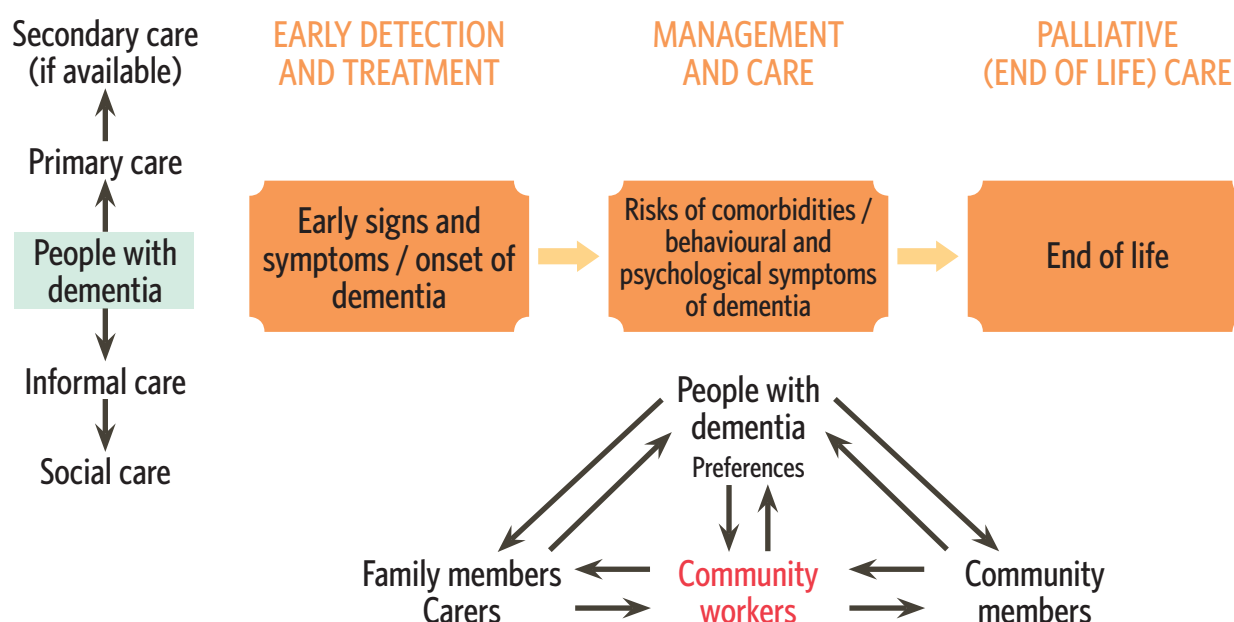 Secondary care
(if available)
Primary care
People with
dementia
Informal care
Social care
EARLY DETECTION
AND TREATMENT
MANAGEMENT
AND CARE
PALLIATIVE
(END OF LIFE) CARE
Early signs and
symptoms / onset of
dementia
Risks of comorbidities /
behavioural and
psychological symptoms
of dementia
End of life
People with
dementia
Preferences
Family members
Carers
Community
workers
Community
members